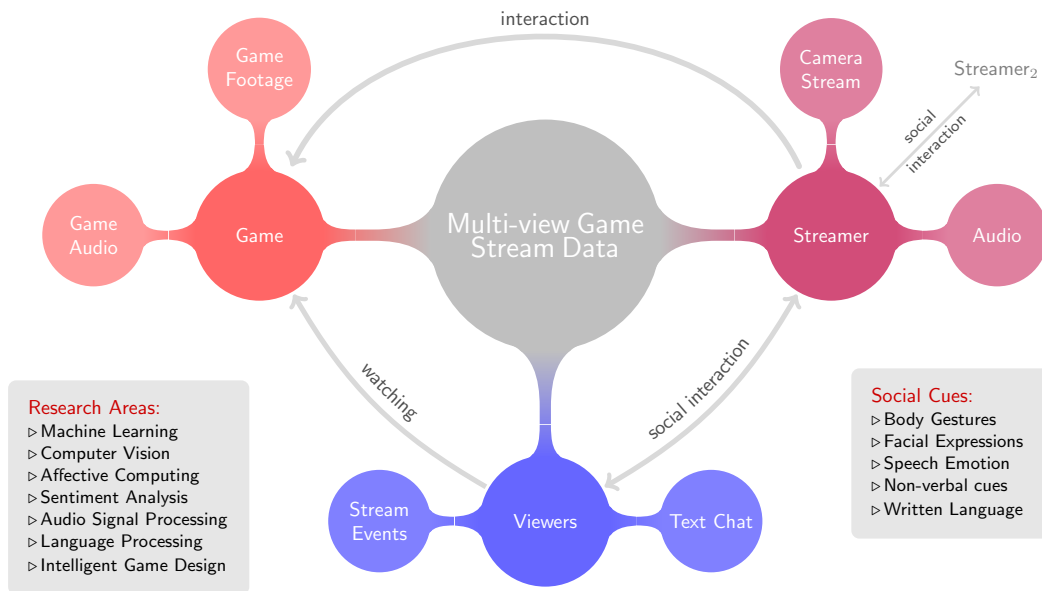 interaction
Game
Footage
Camera
Stream
Streamer₂
social
interaction
Game
Audio
Game
Multi-view Game
Stream Data
Streamer
Audio
watching
social interaction
Research Areas:
▷ Machine Learning
▷ Computer Vision
▷ Affective Computing
▷ Sentiment Analysis
▷ Audio Signal Processing
▷ Language Processing
▷ Intelligent Game Design
Social Cues:
▷ Body Gestures
▷ Facial Expressions
▷ Speech Emotion
▷ Non-verbal cues
▷ Written Language
Stream
Events
Viewers
Text Chat